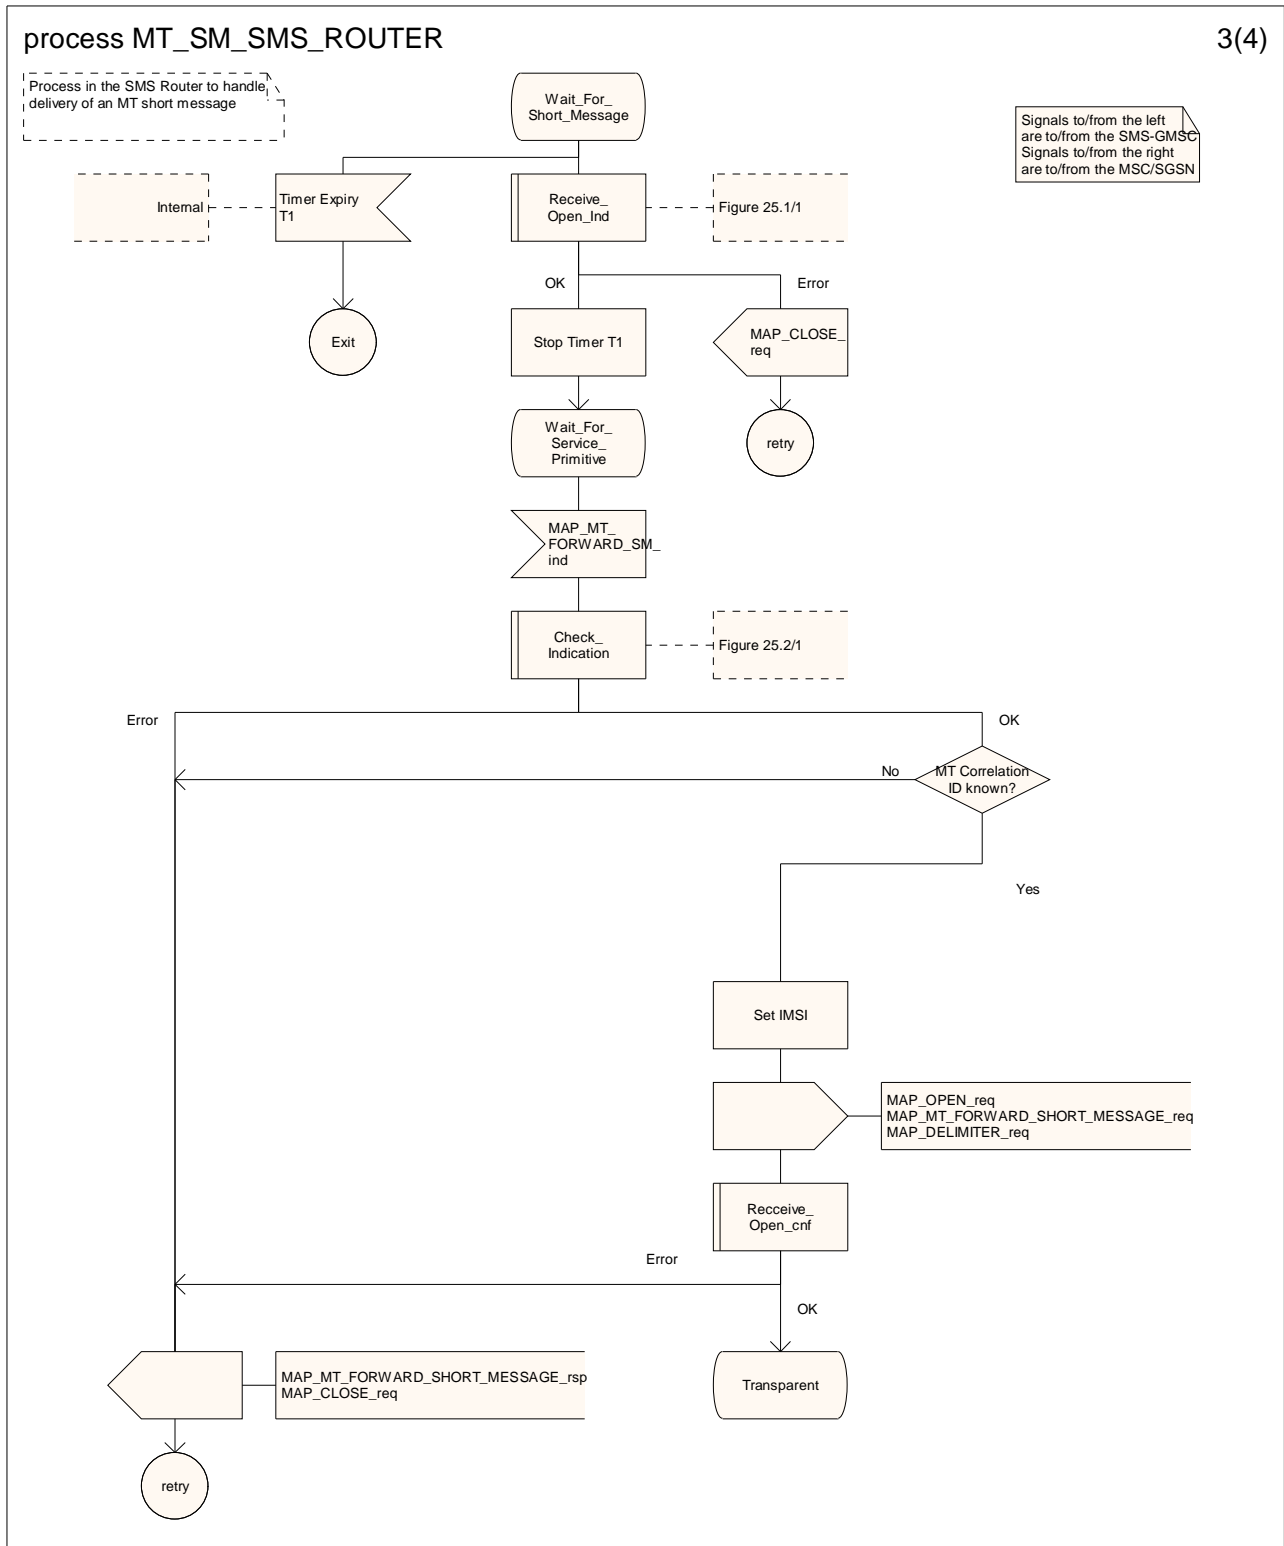 process MT_SM_SMS_ROUTER
3(4)
Process in the SMS Router to handle
delivery of an MT short message
Wait_For_
Short_Message
Signals to/from the left
are to/from the SMS-GMSC
Signals to/from the right
are to/from the MSC/SGSN
Internal
Timer Expiry
T1
Receive_
Open_Ind
Figure 25.1/1
OK
Error
Exit
Stop Timer T1
MAP_CLOSE_
req
Wait_For_
Service_
Primitive
retry
MAP_MT_
FORWARD_SM_
ind
Check_
Indication
Figure 25.2/1
Error
OK
No
MT Correlation
ID known?
Yes
Set IMSI
MAP_OPEN_req
MAP_MT_FORWARD_SHORT_MESSAGE_req
MAP_DELIMITER_req
Recceive_
Open_cnf
Error
OK
MAP_MT_FORWARD_SHORT_MESSAGE_rsp
MAP_CLOSE_req
Transparent
retry